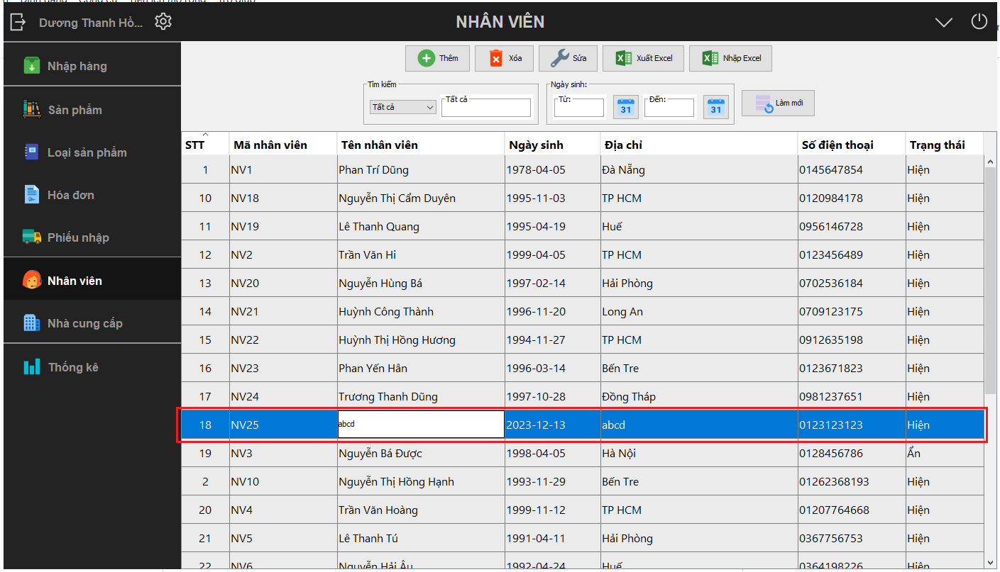 Dương Thanh Hồ...
NHÂN VIÊN
Nhập hàng
Sản phẩm
Loại sản phẩm
Hóa đơn
Phiếu nhập
Nhân viên
Nhà cung cấp
Thống kê
Thêm
Xóa
Sửa
Xuất Excel
Nhập Excel
Tìm kiếm
Tất cả
Tất cả
Ngày sinh:
Từ:
31
Đến:
31
Làm mới
STT Mã nhân viên Tên nhân viên Ngày sinh Địa chỉ Số điện thoại Trạng thái
1 NV1 Phan Trí Dũng 1978-04-05 Đà Nẵng 0145647854 Hiện
10 NV18 Nguyễn Thị Cẩm Duyên 1995-11-03 TP HCM 0120984178 Hiện
11 NV19 Lê Thanh Quang 1995-04-19 Huế 0956146728 Hiện
12 NV2 Trần Văn Hi 1999-04-05 TP HCM 0123456489 Hiện
13 NV20 Nguyễn Hùng Bá 1997-02-14 Hải Phòng 0702536184 Hiện
14 NV21 Huỳnh Công Thành 1996-11-20 Long An 0709123175 Hiện
15 NV22 Huỳnh Thị Hồng Hương 1994-11-27 TP HCM 0912635198 Hiện
16 NV23 Phan Yến Hân 1996-03-14 Bến Tre 0123671823 Hiện
17 NV24 Trương Thanh Dũng 1997-10-28 Đồng Tháp 0981237651 Hiện
18 NV25 abcd 2023-12-13 abcd 0123123123 Hiện
19 NV3 Nguyễn Bá Được 1998-04-05 Hà Nội 0128456786 Ẩn
2 NV10 Nguyễn Thị Hồng Hạnh 1993-11-29 Bến Tre 01262368193 Hiện
20 NV4 Trần Văn Hoàng 1999-11-12 TP HCM 01207764668 Hiện
21 NV5 Lê Thanh Tú 1991-04-11 Hải Phòng 0367756753 Hiện
22 NV6 Nguyễn Hải Âu 1992-04-24 Huế 0364198226 Hiện